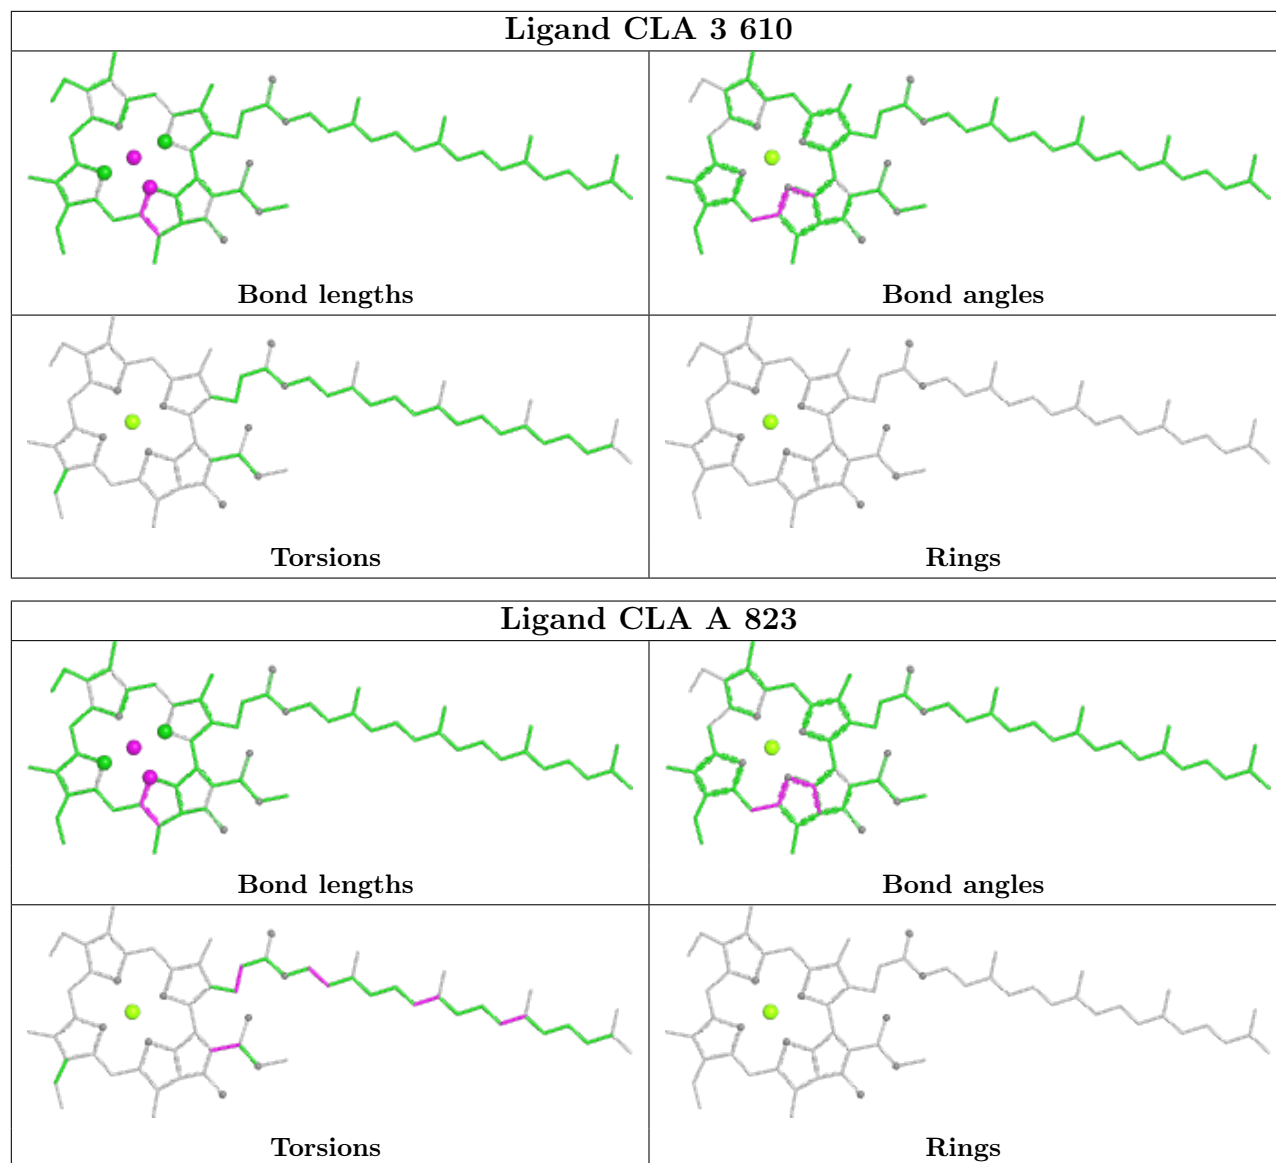 Ligand CLA 3 610
Bond lengths
Bond angles
Torsions
Rings
Ligand CLA A 823
Bond lengths
Bond angles
Torsions
Rings